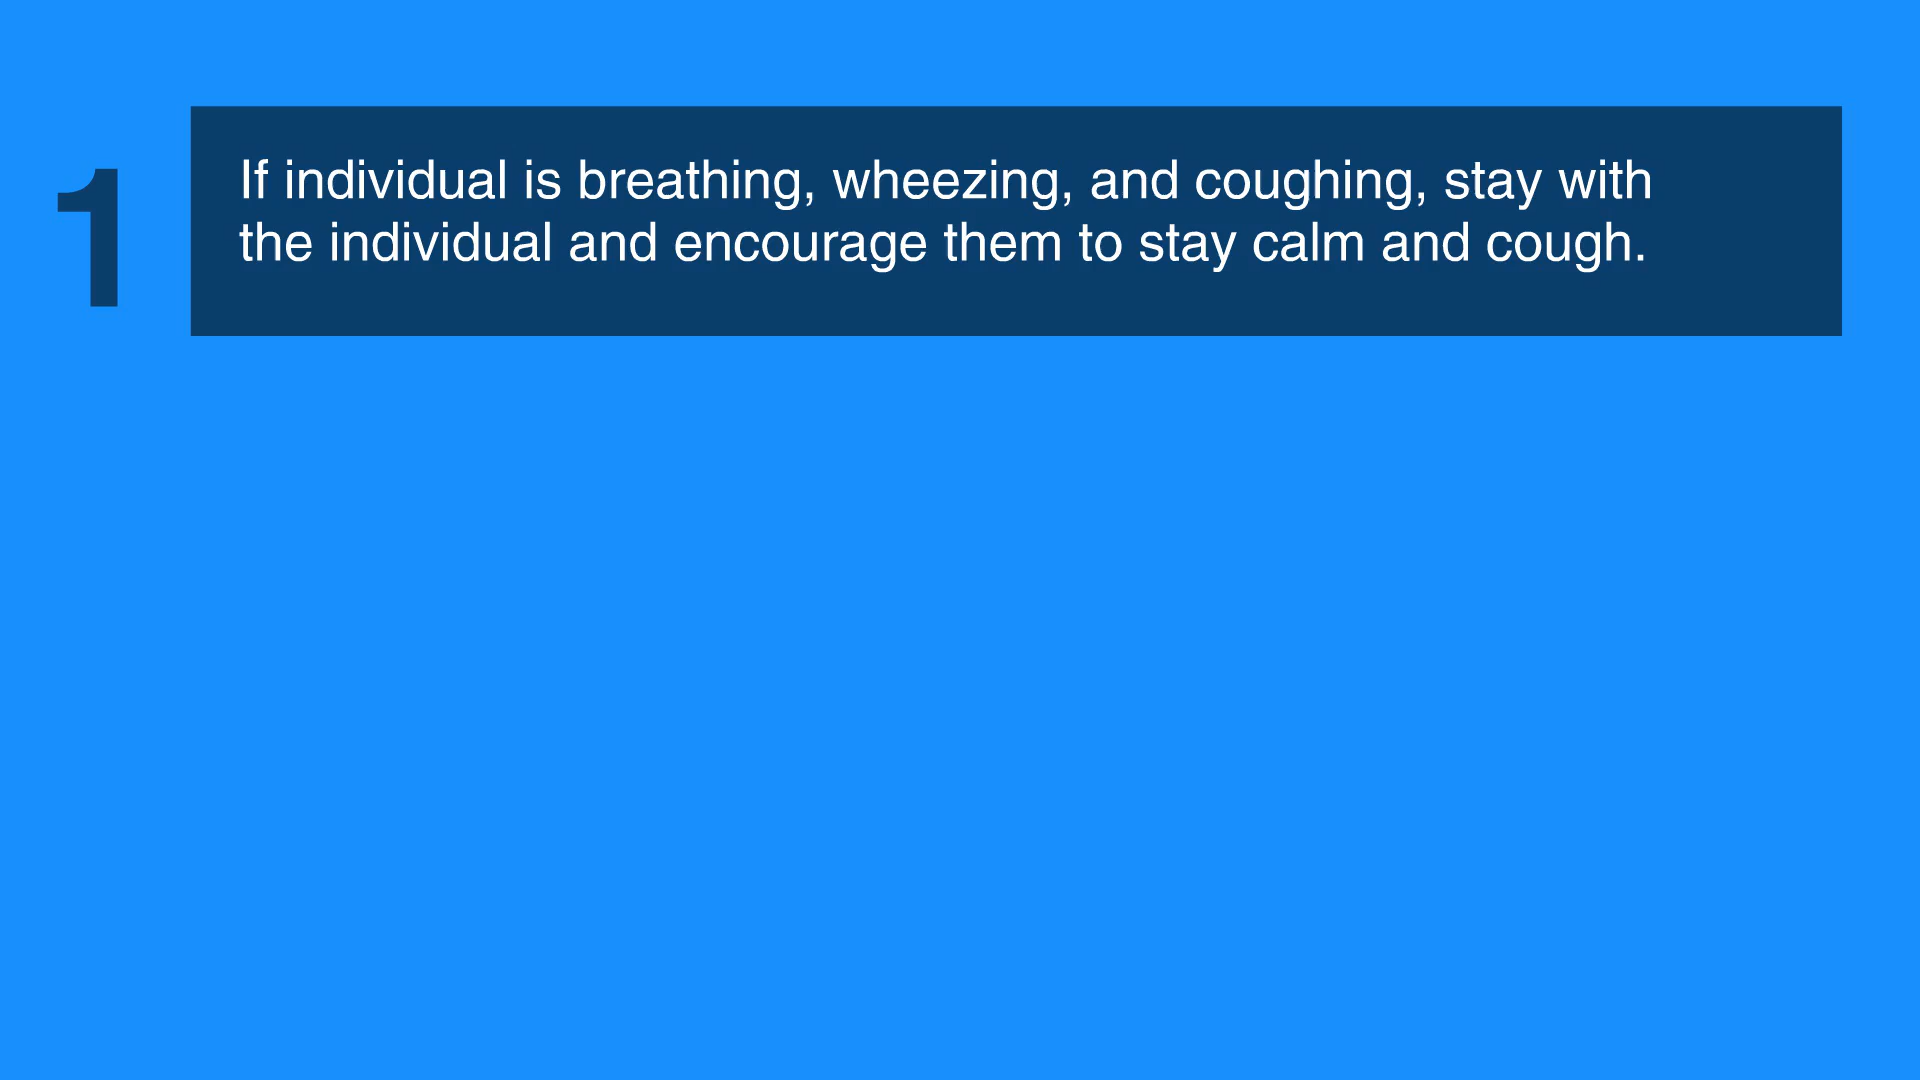 1
If individual is breathing, wheezing, and coughing, stay with
the individual and encourage them to stay calm and cough.